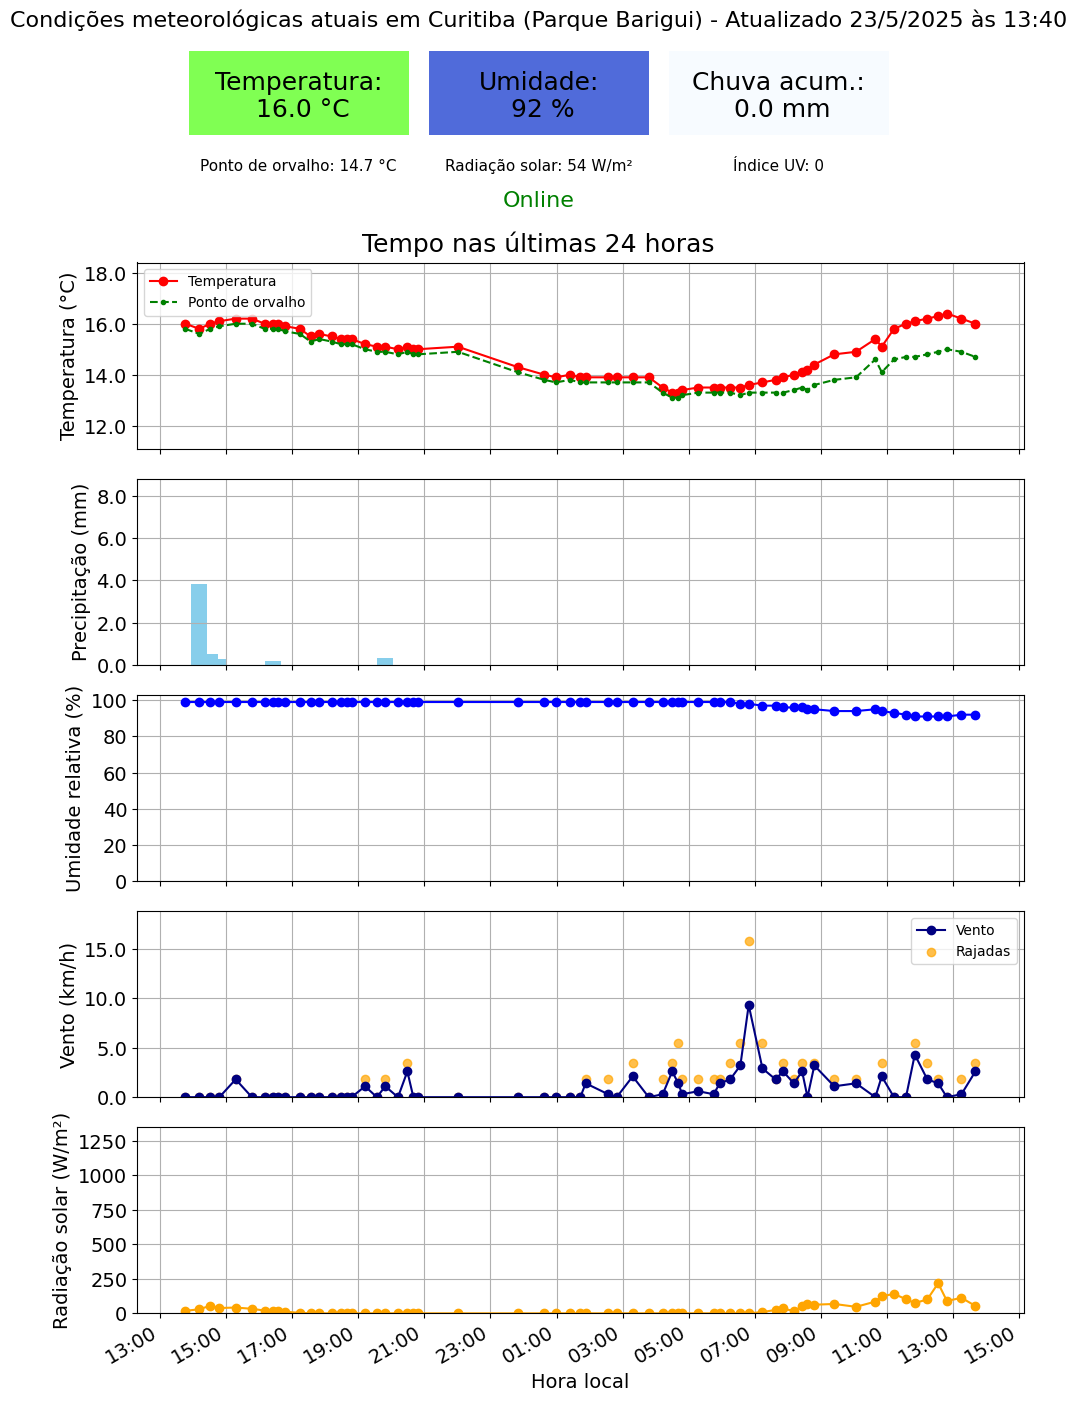 Condições meteorológicas atuais em Curitiba (Parque Barigui) - Atualizado 23/5/2025 às 13:40
Temperatura:
16.0 °C
Umidade:
92 %
Chuva acum.:
0.0 mm
Ponto de orvalho: 14.7 °C
Radiação solar: 54 W/m²
Índice UV: 0
Online
Tempo nas últimas 24 horas
Temperatura (°C)
18.0
16.0
14.0
12.0
Temperatura
Ponto de orvalho
Precipitação (mm)
8.0
6.0
4.0
2.0
0.0
Umidade relativa (%)
100
80
60
40
20
0
Vento (km/h)
15.0
10.0
5.0
0.0
Vento
Rajadas
Radiação solar (W/m²)
1250
1000
750
500
250
0
13:00
15:00
17:00
19:00
21:00
23:00
01:00
03:00
05:00
07:00
09:00
11:00
13:00
15:00
Hora local